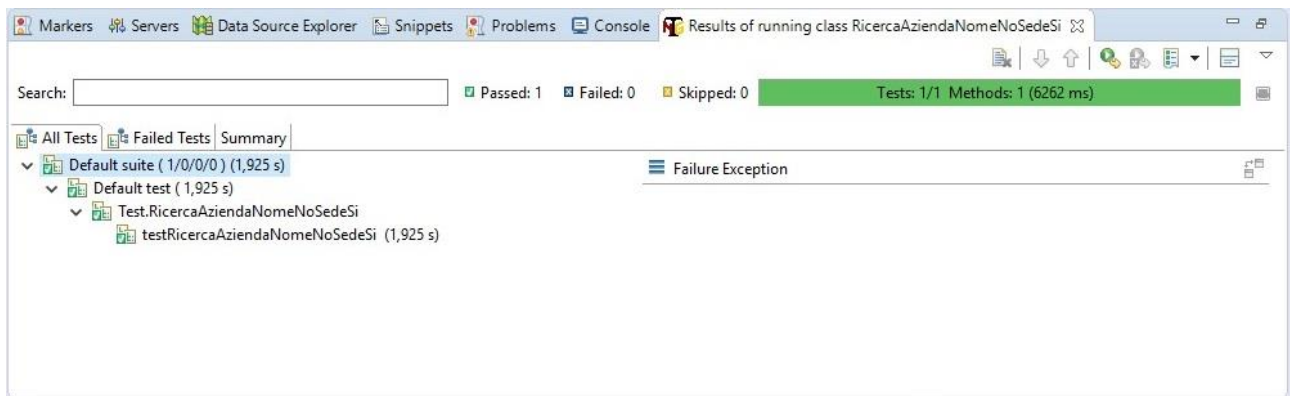 Markers Servers Data Source Explorer Snippets Problems Console Results of running class RicercaAziendaNomeNoSedeSi
Search: Passed: 1 Failed: 0 Skipped: 0 Tests: 1/1 Methods: 1 (6262 ms)
All Tests Failed Tests Summary
Default suite ( 1/0/0/0 ) (1,925 s) Failure Exception
Default test ( 1,925 s)
Test.RicercaAziendaNomeNoSedeSi
testRicercaAziendaNomeNoSedeSi (1,925 s)